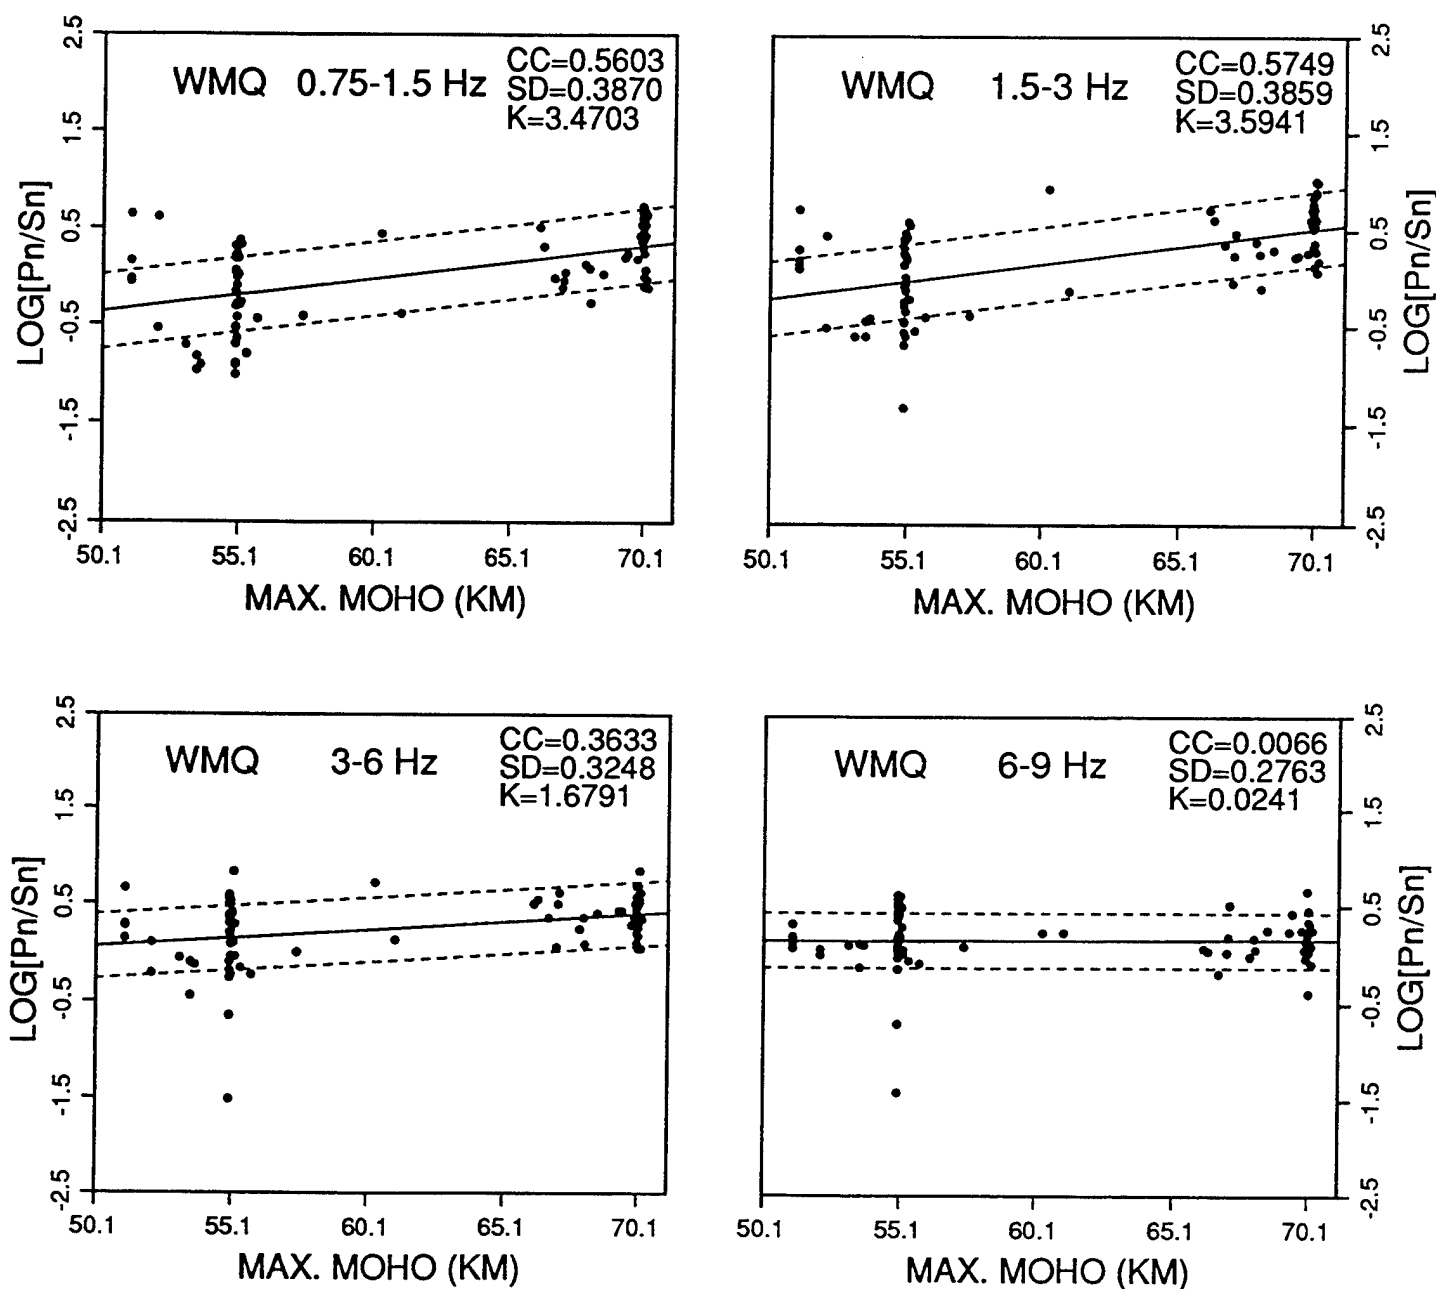 WMQ 0.75-1.5 Hz
CC=0.5603
SD=0.3870
K=3.4703
LOG[Pn/Sn]
2.5
1.5
0.5
-0.5
-1.5
-2.5
50.1 55.1 60.1 65.1 70.1
MAX. MOHO (KM)
WMQ 1.5-3 Hz
CC=0.5749
SD=0.3859
K=3.5941
2.5
1.5
0.5
-0.5
-1.5
-2.5
LOG[Pn/Sn]
50.1 55.1 60.1 65.1 70.1
MAX. MOHO (KM)
WMQ 3-6 Hz
CC=0.3633
SD=0.3248
K=1.6791
LOG[Pn/Sn]
2.5
1.5
0.5
-0.5
-1.5
-2.5
50.1 55.1 60.1 65.1 70.1
MAX. MOHO (KM)
WMQ 6-9 Hz
CC=0.0066
SD=0.2763
K=0.0241
2.5
1.5
0.5
-0.5
-1.5
-2.5
LOG[Pn/Sn]
50.1 55.1 60.1 65.1 70.1
MAX. MOHO (KM)